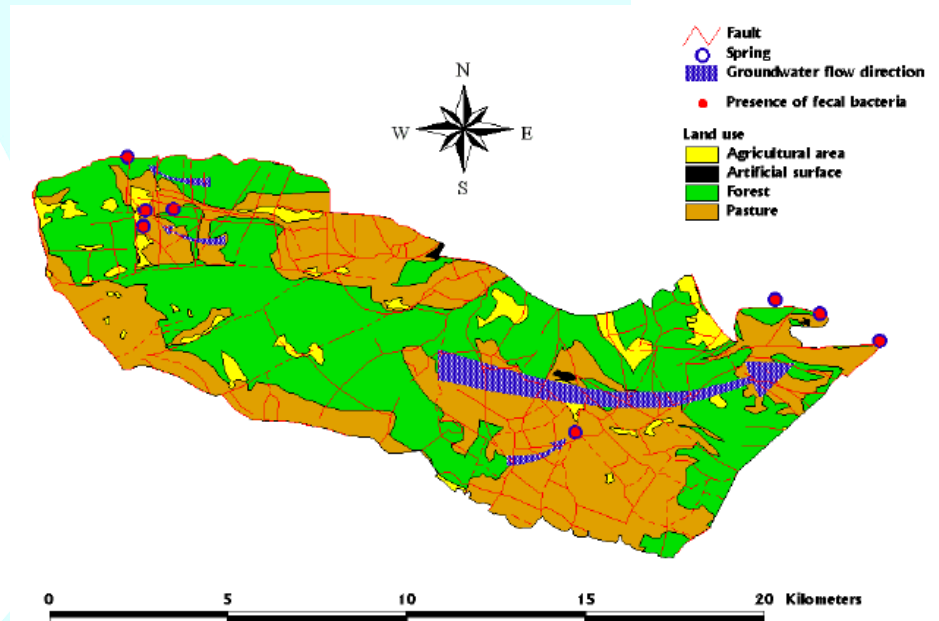 Fault
Spring
Groundwater flow direction
Presence of fecal bacteria
Land use
Agricultural area
Artificial surface
Forest
Pasture
N
W E
S
0 5 10 15 20 Kilometers